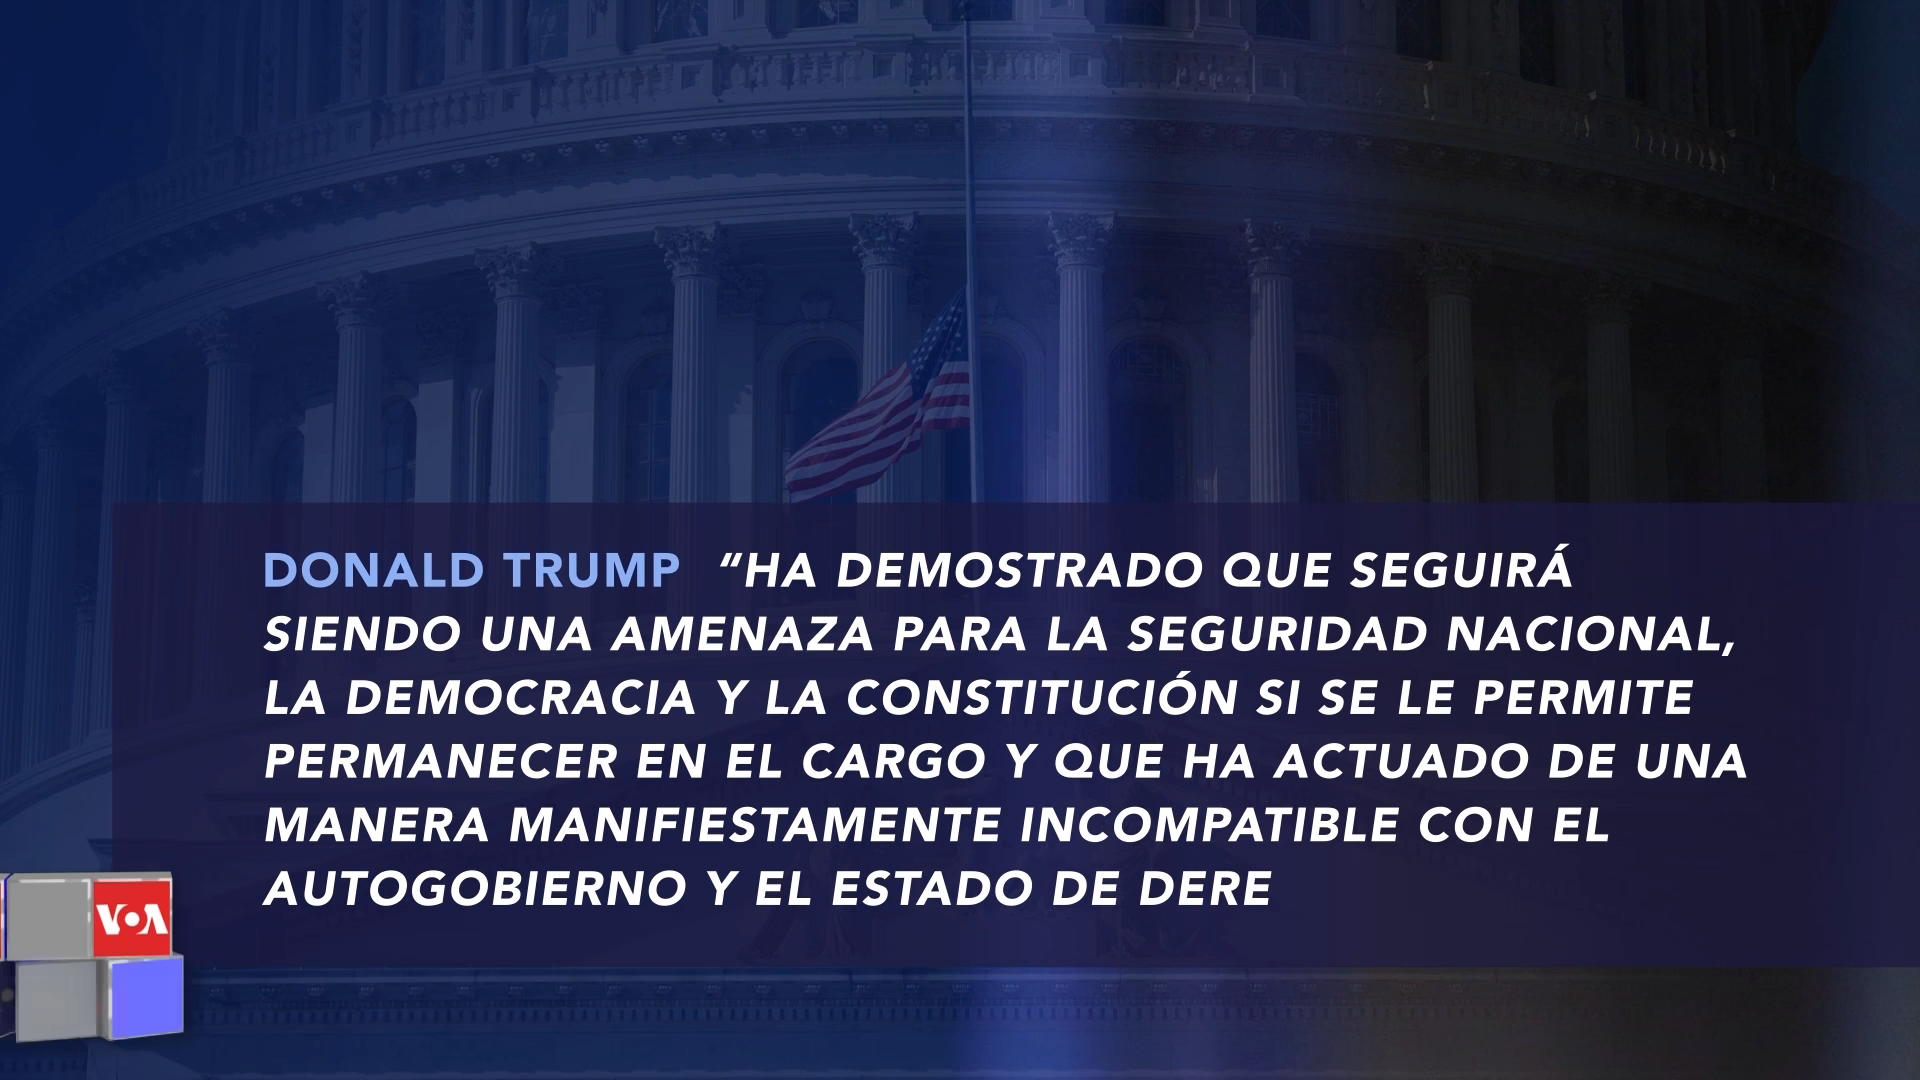 DONALD TRUMP “HA DEMOSTRADO QUE SEGUIRÁ
SIENDO UNA AMENAZA PARA LA SEGURIDAD NACIONAL,
LA DEMOCRACIA Y LA CONSTITUCIÓN SI SE LE PERMITE
PERMANECER EN EL CARGO Y QUE HA ACTUADO DE UNA
MANERA MANIFIESTAMENTE INCOMPATIBLE CON EL
AUTOGOBIERNO Y EL ESTADO DE DERE
VOA